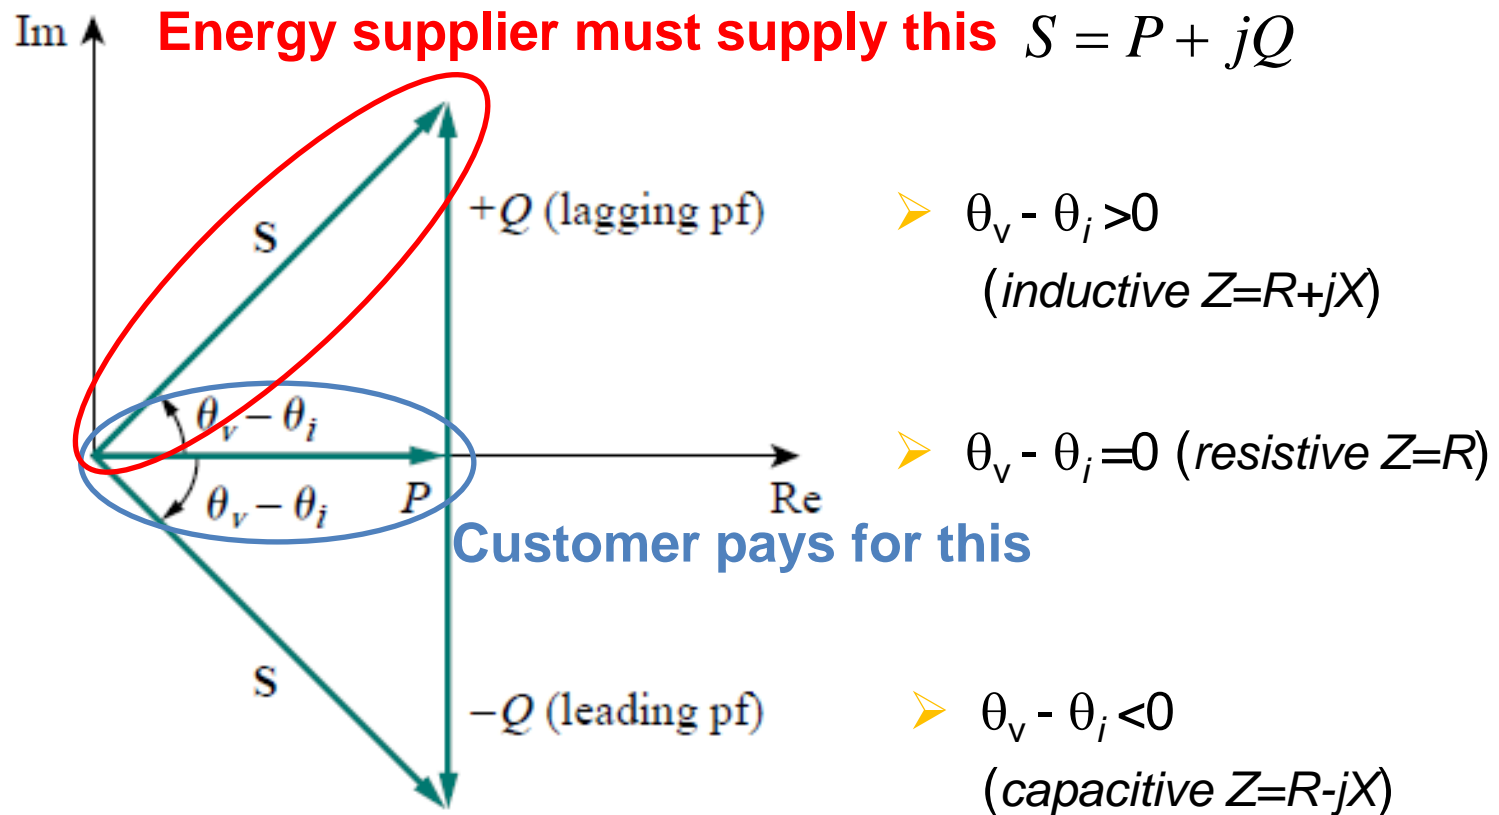 Im Energy supplier must supply this S = P + jQ
S +Q (lagging pf) θv - θi >0
(inductive Z=R+jX)
θv – θi
θv - θi =0 (resistive Z=R)
θv – θi P Re
Customer pays for this
S −Q (leading pf) θv - θi <0
(capacitive Z=R-jX)